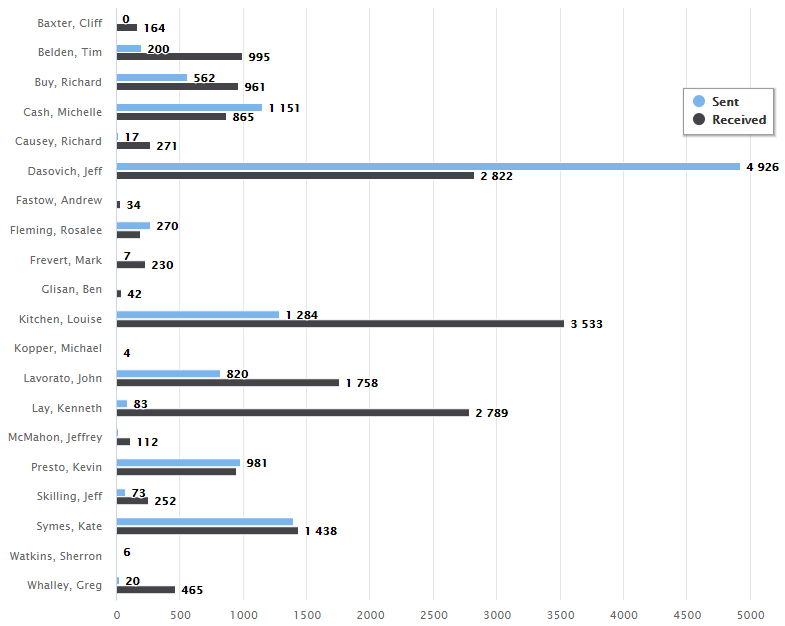 Baxter, Cliff 0
164
Belden, Tim 200
995
Buy, Richard 562
961
Cash, Michelle 1 151
865
Sent
Received
Causey, Richard 17
271
Dasovich, Jeff 4 926
2 822
Fastow, Andrew 34
Fleming, Rosalee 270
Frevert, Mark 7
230
Glisan, Ben 42
Kitchen, Louise 1 284
3 533
Kopper, Michael 4
Lavorato, John 820
1 758
Lay, Kenneth 83
2 789
McMahon, Jeffrey 112
Presto, Kevin 981
Skilling, Jeff 73
252
Symes, Kate 1 438
Watkins, Sherron 6
Whalley, Greg 20
465
0 500 1000 1500 2000 2500 3000 3500 4000 4500 5000